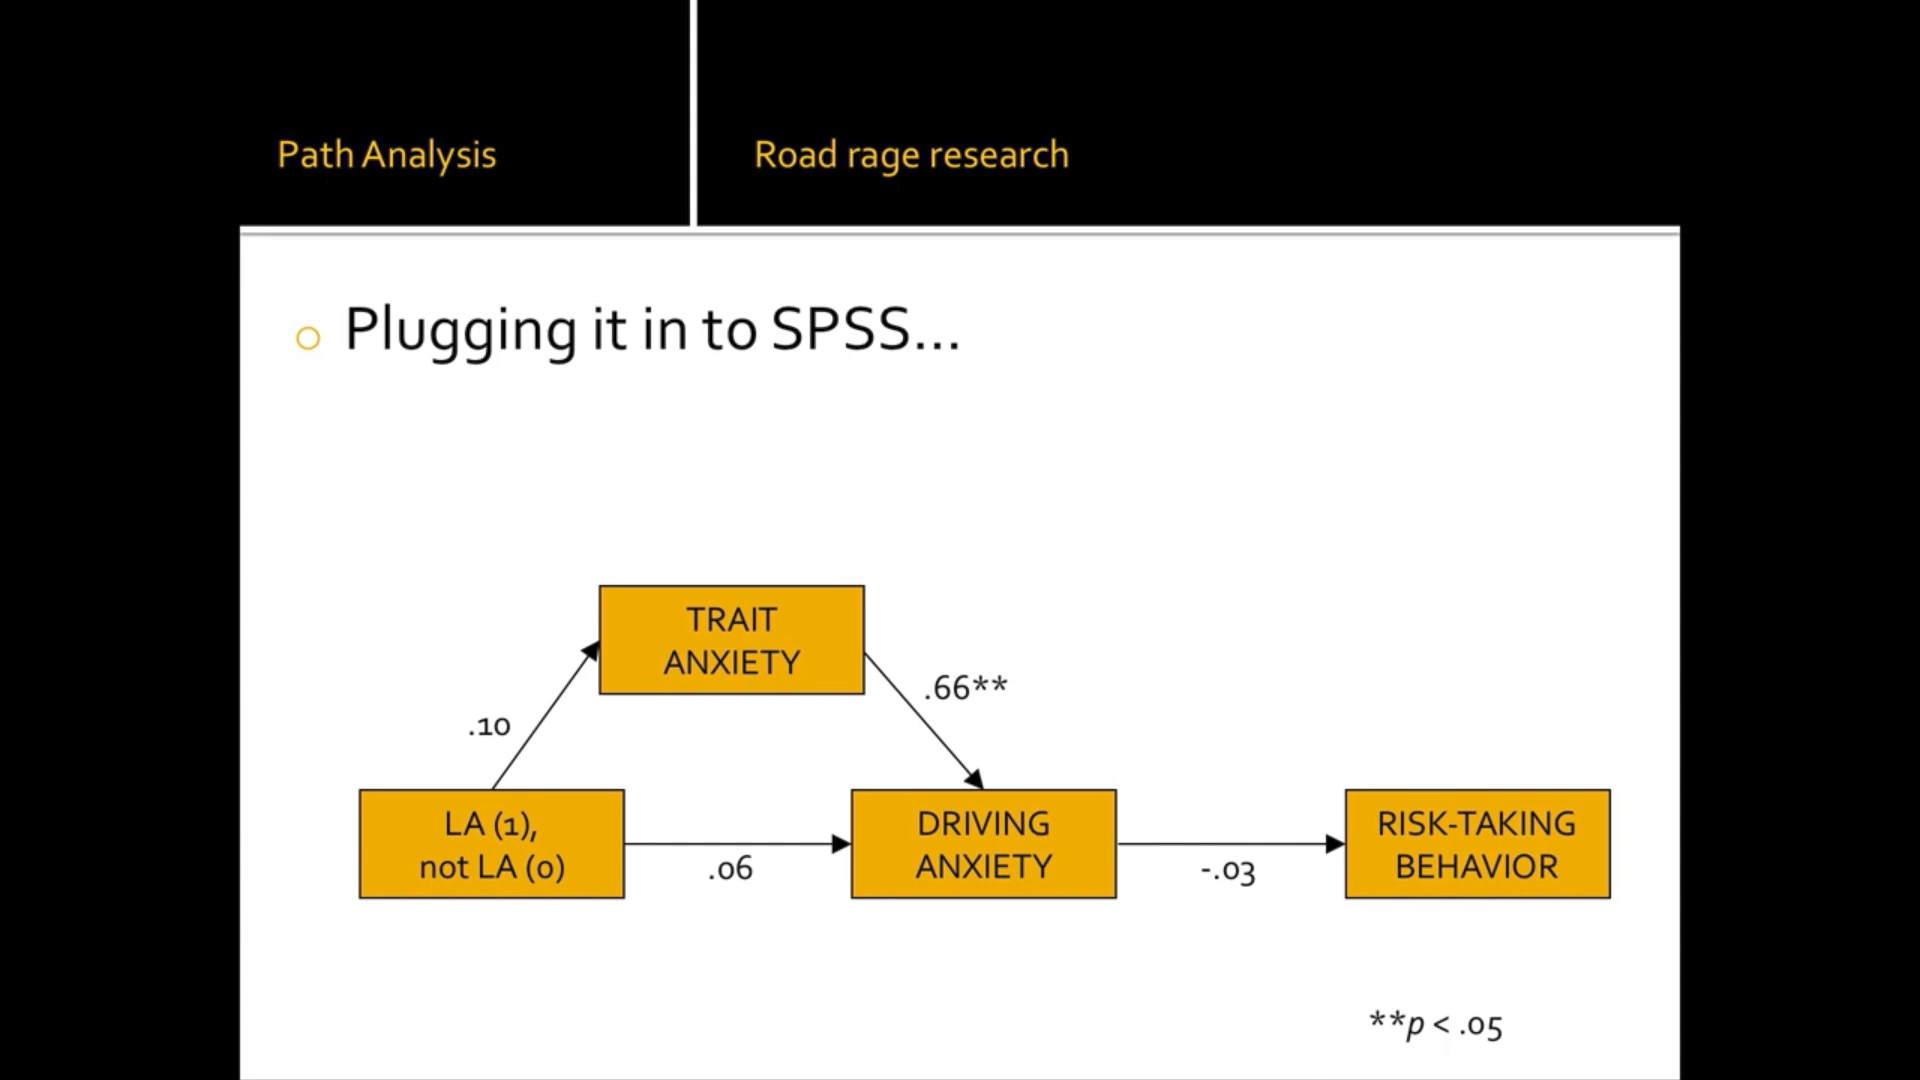 Path Analysis
Road rage research
Plugging it in to SPSS...
TRAIT
ANXIETY
.66**
.10
LA (1),
not LA (0)
.06
DRIVING
ANXIETY
-.03
RISK-TAKING
BEHAVIOR
**p < .05